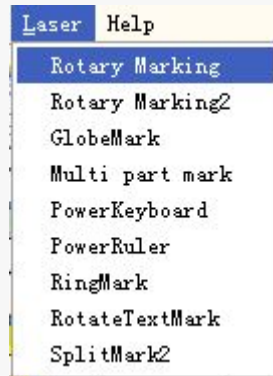 Laser Help
Rotary Marking
Rotary Marking2
GlobeMark
Multi part mark
PowerKeyboard
PowerRuler
RingMark
RotateTextMark
SplitMark2